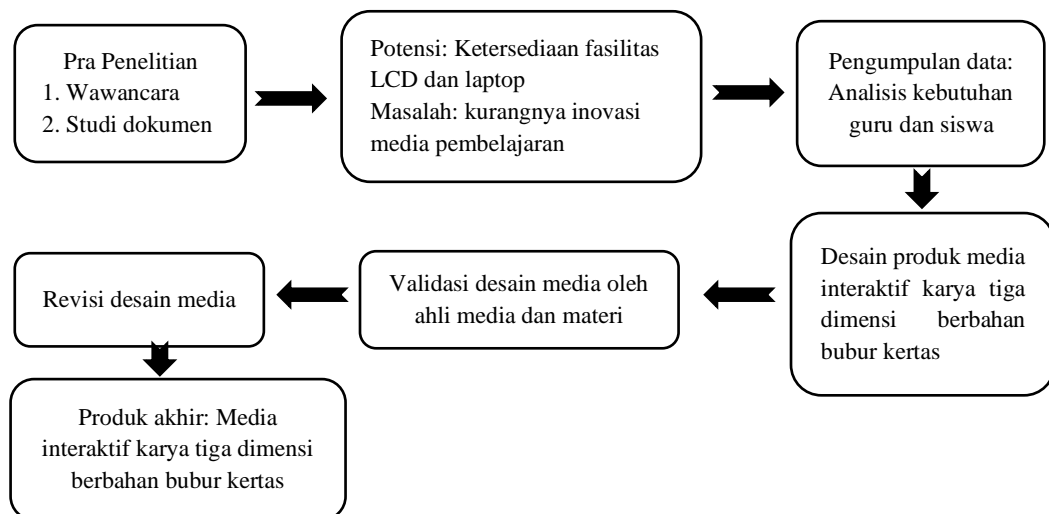 Pra Penelitian
1. Wawancara
2. Studi dokumen
Potensi: Ketersediaan fasilitas
LCD dan laptop
Masalah: kurangnya inovasi
media pembelajaran
Pengumpulan data:
Analisis kebutuhan
guru dan siswa
Desain produk media
interaktif karya tiga
dimensi berbahan
bubur kertas
Validasi desain media oleh
ahli media dan materi
Revisi desain media
Produk akhir: Media
interaktif karya tiga dimensi
berbahan bubur kertas